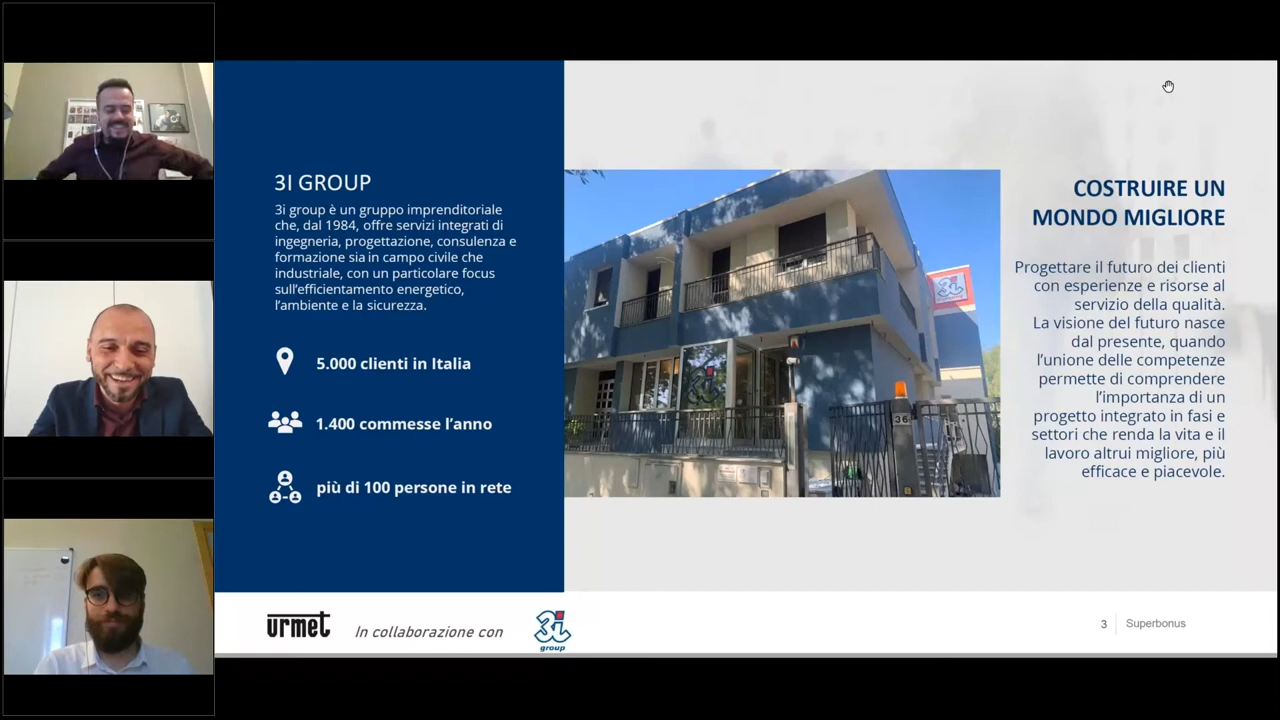 3I GROUP
3i group è un gruppo imprenditoriale
che, dal 1984, offre servizi integrati di
ingegneria, progettazione, consulenza e
formazione sia in campo civile che
industriale, con un particolare focus
sull'efficientamento energetico,
l'ambiente e la sicurezza.
5.000 clienti in Italia
1.400 commesse l'anno
più di 100 persone in rete
3i
36
COSTRUIRE UN
MONDO MIGLIORE
Progettare il futuro dei clienti
con esperienze e risorse al
servizio della qualità.
La visione del futuro nasce
dal presente, quando
l'unione delle competenze
permette di comprendere
l'importanza di un
progetto integrato in fasi e
settori che renda la vita e il
lavoro altrui migliore, più
efficace e piacevole.
urmet
In collaborazione con
3i
group
3
Superbonus